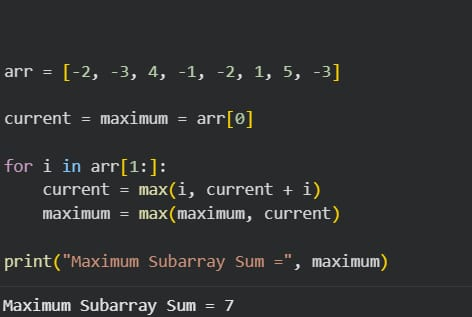 arr = [-2, -3, 4, -1, -2, 1, 5, -3]
current = maximum = arr[0]
for i in arr[1:]:
    current = max(i, current + i)
    maximum = max(maximum, current)
print("Maximum Subarray Sum =", maximum)
Maximum Subarray Sum = 7